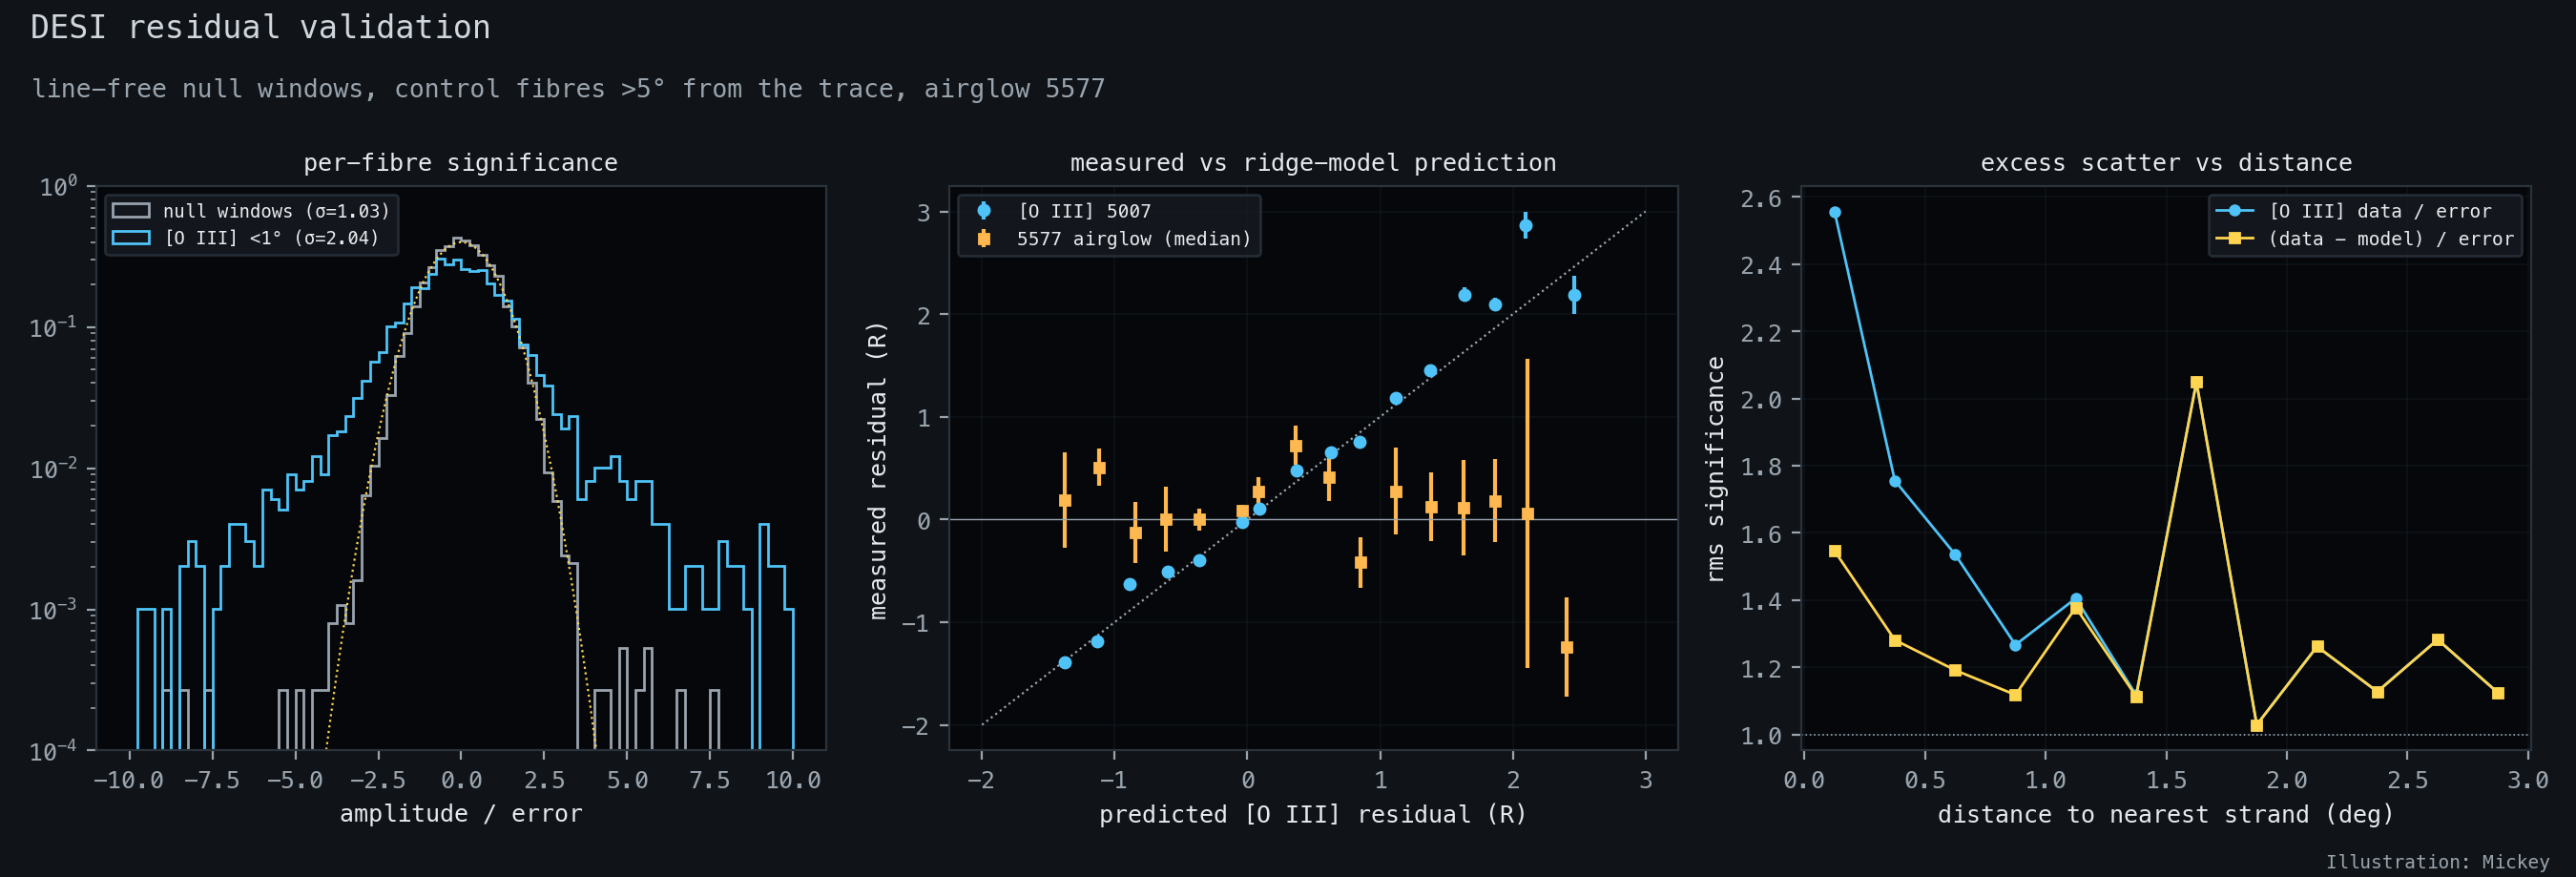 DESI residual validation
line−free null windows, control fibres >5° from the trace, airglow 5577
per−fibre significance
null windows (σ=1.03)
[O III] <1° (σ=2.04)
10⁰
10⁻¹
10⁻²
10⁻³
10⁻⁴
−10.0 −7.5 −5.0 −2.5 0.0 2.5 5.0 7.5 10.0
amplitude / error
measured vs ridge−model prediction
[O III] 5007
5577 airglow (median)
measured residual (R)
3
2
1
0
−1
−2
−2 −1 0 1 2 3
predicted [O III] residual (R)
excess scatter vs distance
[O III] data / error
(data − model) / error
rms significance
2.6
2.4
2.2
2.0
1.8
1.6
1.4
1.2
1.0
0.0 0.5 1.0 1.5 2.0 2.5 3.0
distance to nearest strand (deg)
Illustration: Mickey